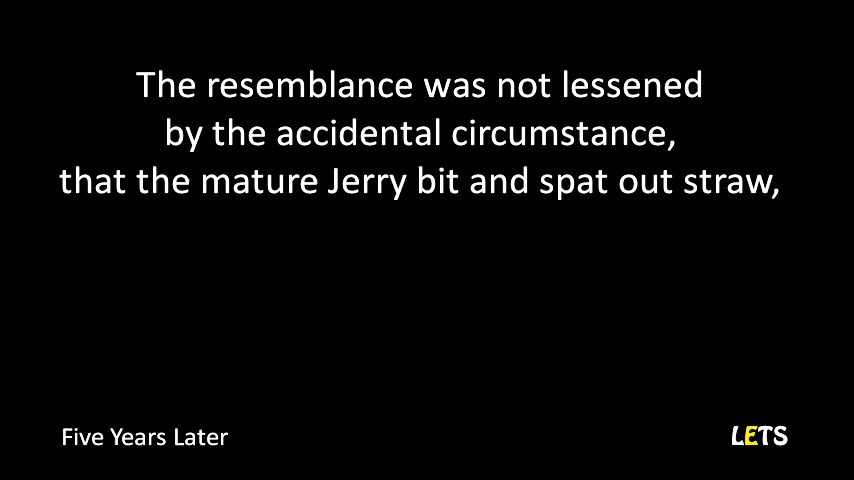 The resemblance was not lessened
by the accidental circumstance,
that the mature Jerry bit and spat out straw,
Five Years Later
LETS